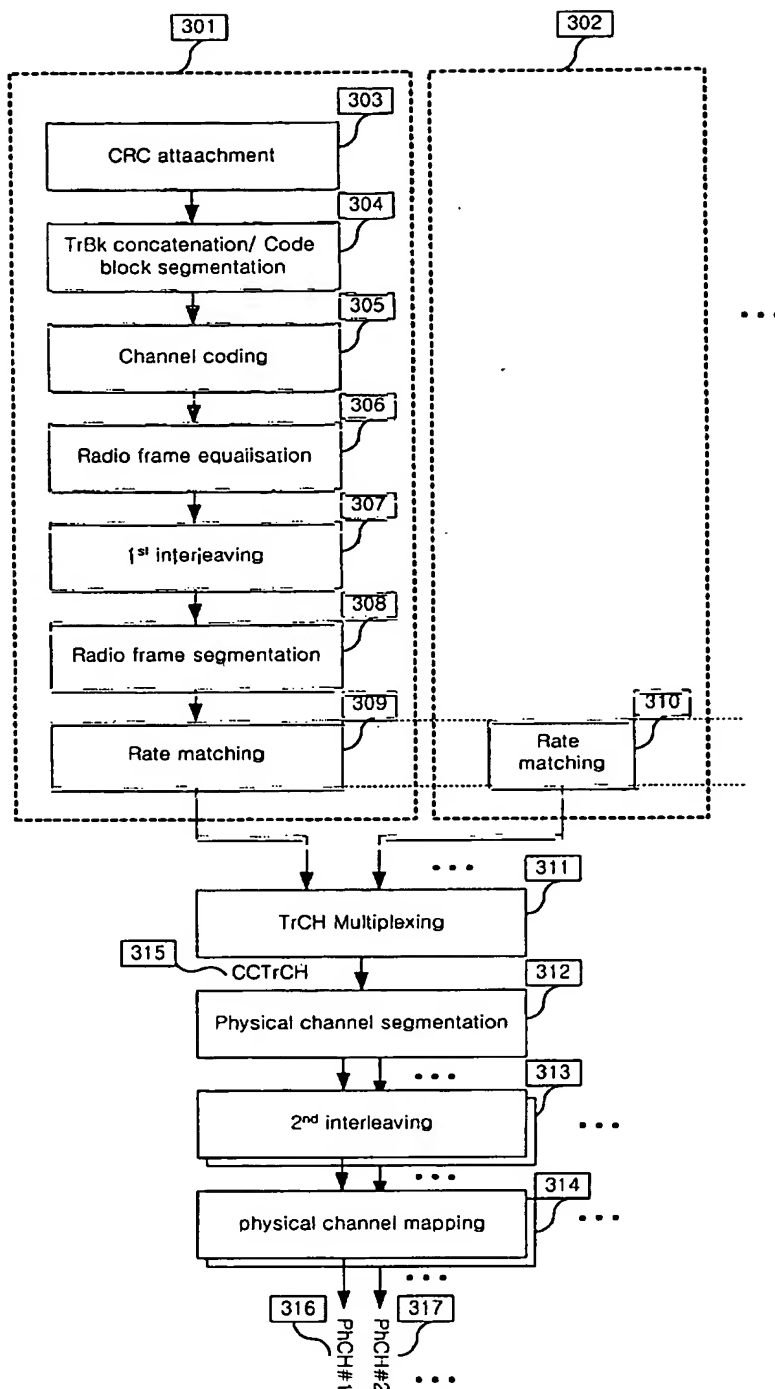 301
302
303
CRC attaachment
304
TrBk concatenation/ Code
block segmentation
305
Channel coding
306
Radio frame equalisation
307
1st interleaving
308
Radio frame segmentation
309
Rate matching
310
Rate
matching
311
TrCH Multiplexing
315
CCTrCH
312
Physical channel segmentation
313
2nd interleaving
314
physical channel mapping
316
317
PhCH#1
PhCH#2